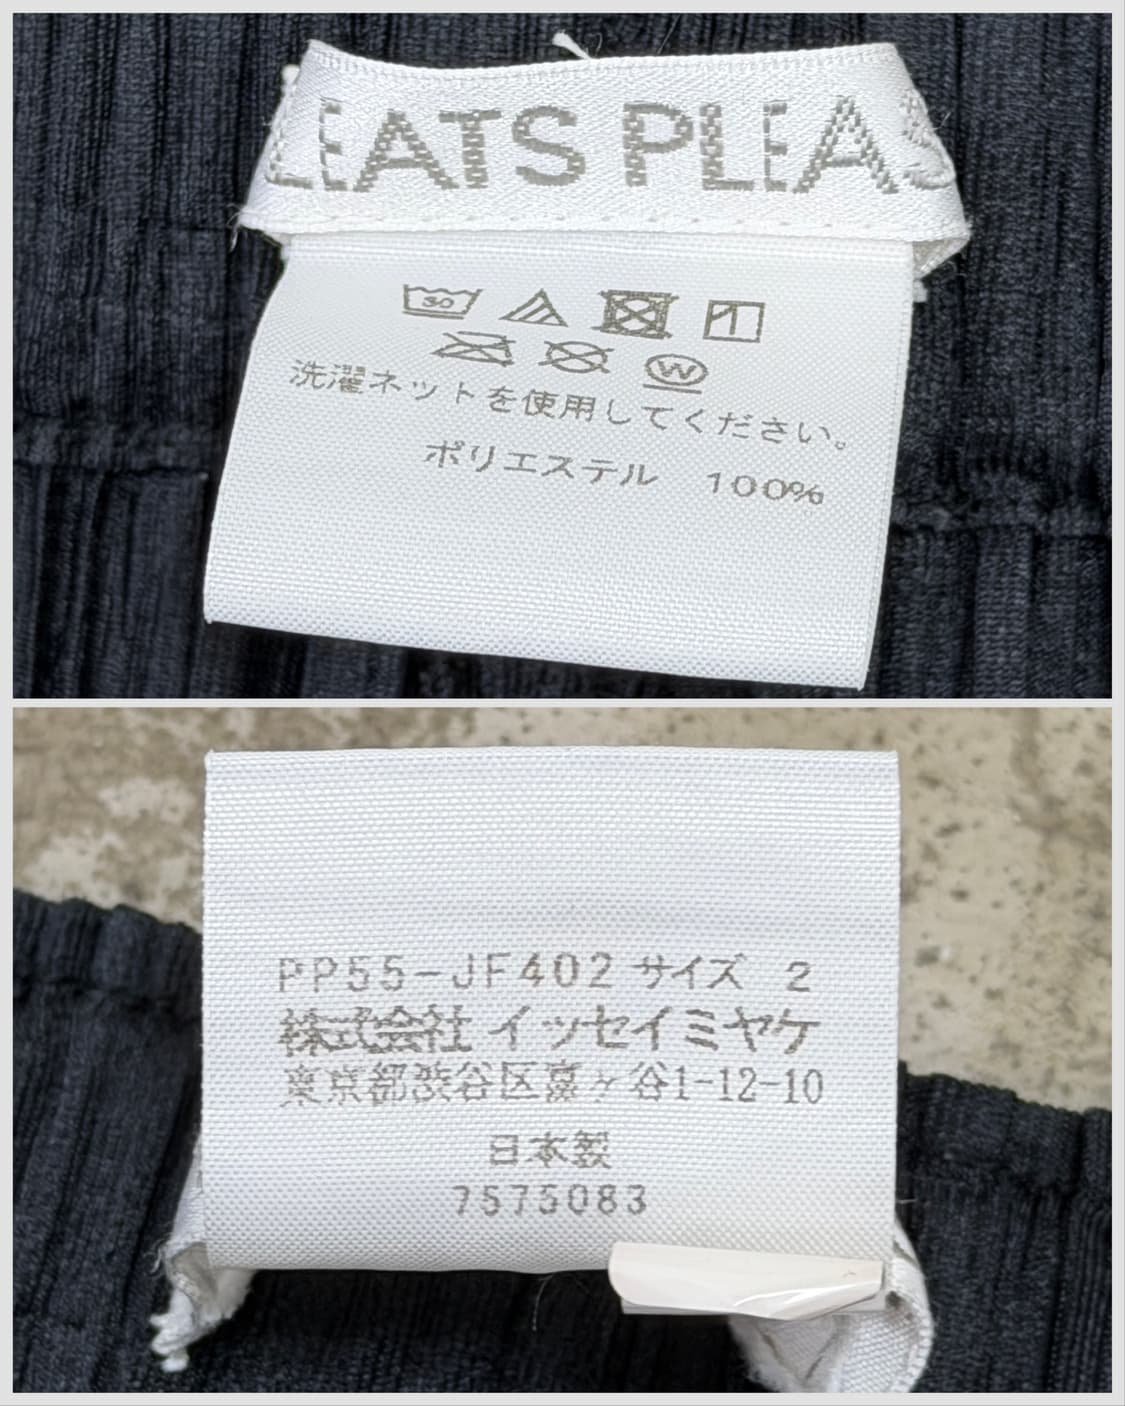 LEATS PLEAS
30
W
洗濯ネットを使用してください。
ポリエステル 100%
PP55-JF402 サイズ 2
株式会社 イッセイミヤケ
東京都渋谷区富ヶ谷1-12-10
日本製
7575083